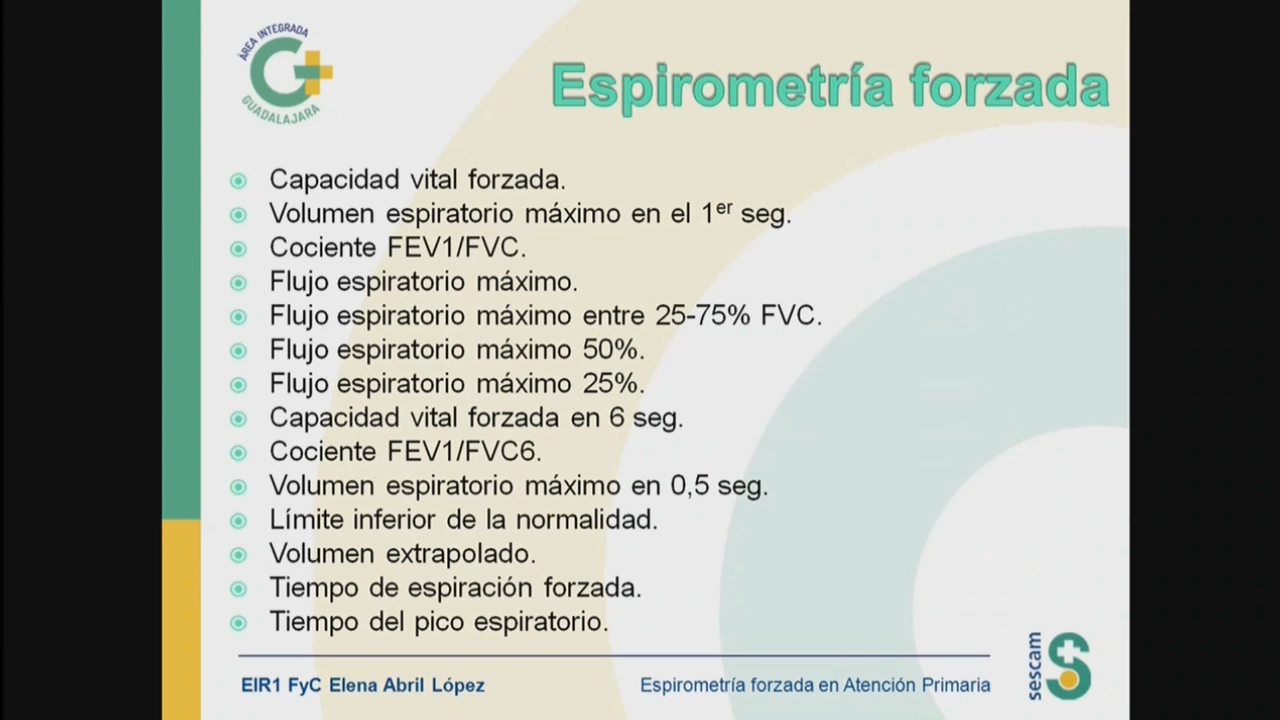 ÀREA INTEGRADA
GUADALAJARA
Espirometría forzada
Capacidad vital forzada.
Volumen espiratorio máximo en el 1er seg.
Cociente FEV1/FVC.
Flujo espiratorio máximo.
Flujo espiratorio máximo entre 25-75% FVC.
Flujo espiratorio máximo 50%.
Flujo espiratorio máximo 25%.
Capacidad vital forzada en 6 seg.
Cociente FEV1/FVC6.
Volumen espiratorio máximo en 0,5 seg.
Límite inferior de la normalidad.
Volumen extrapolado.
Tiempo de espiración forzada.
Tiempo del pico espiratorio.
EIR1 FyC Elena Abril López
Espirometría forzada en Atención Primaria
sescam